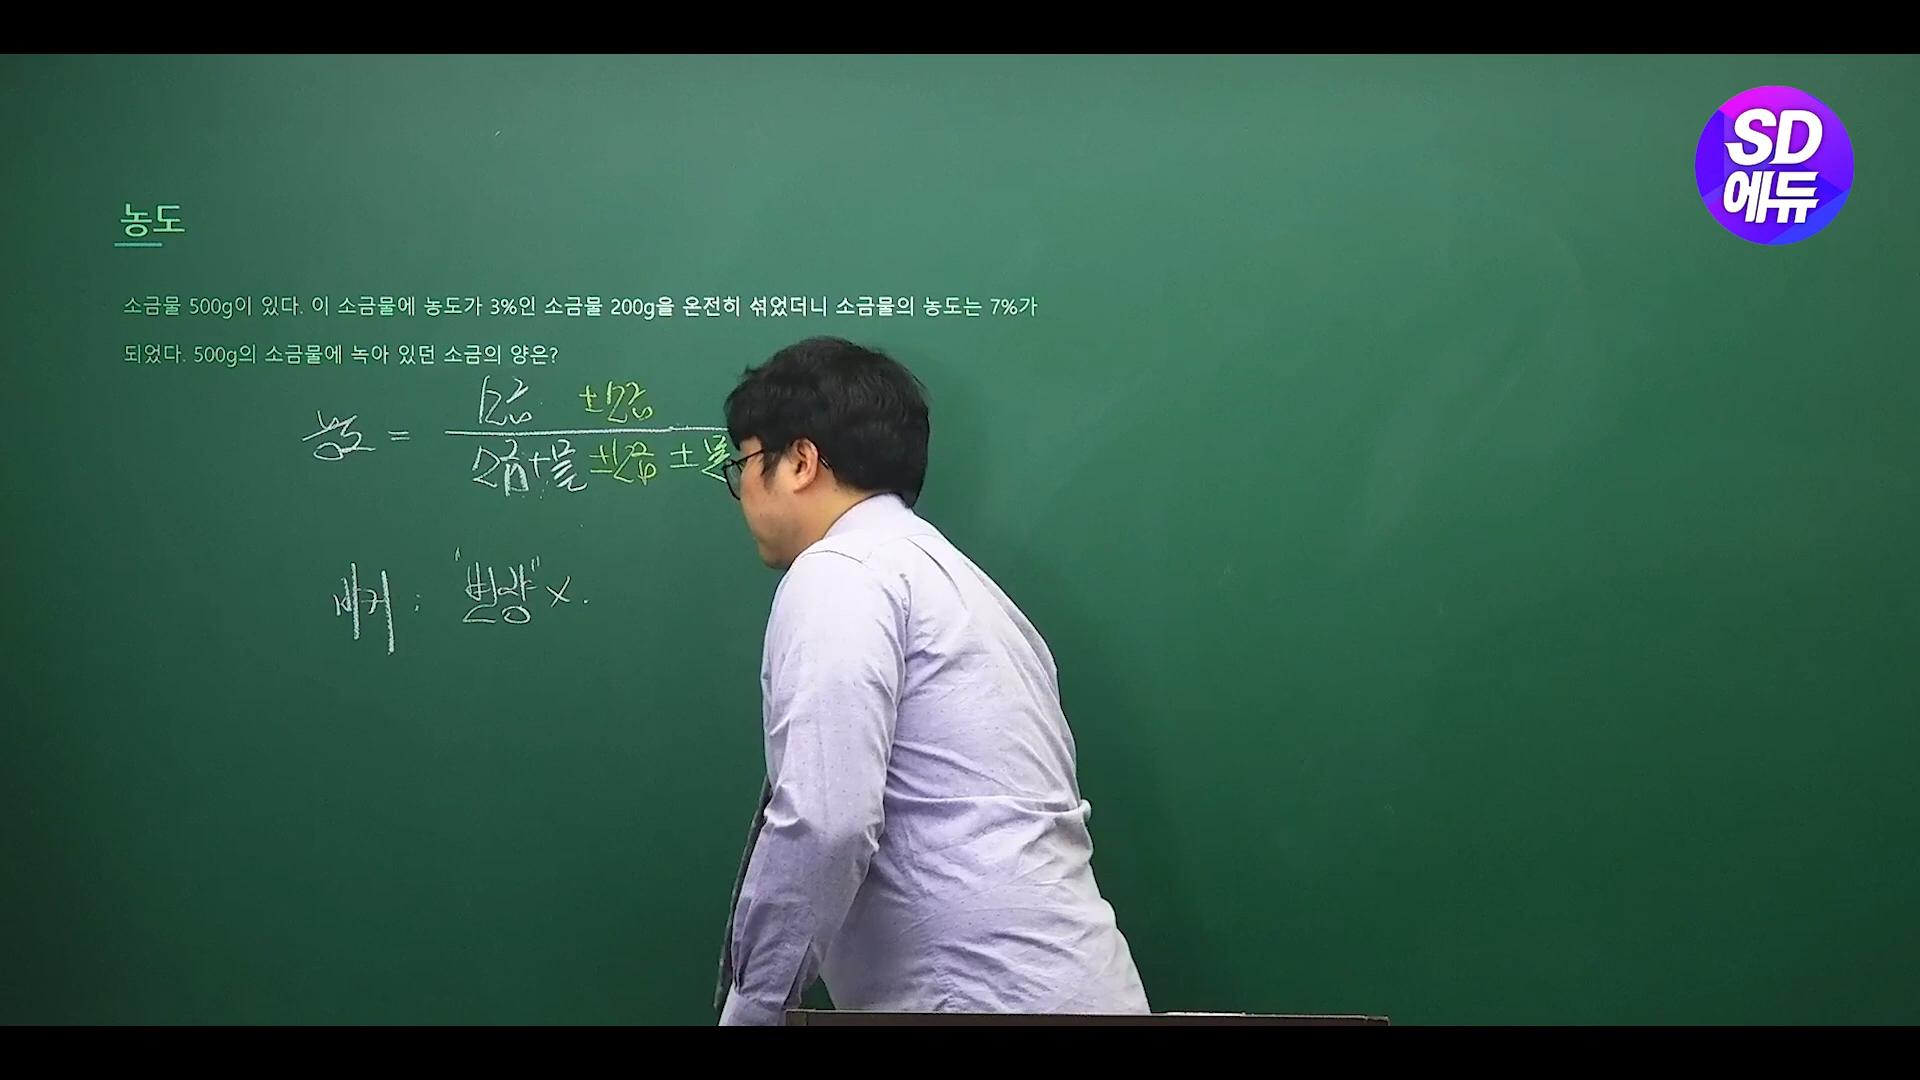 SD
에듀
농도
소금물 500g이 있다. 이 소금물에 농도가 3%인 소금물 200g을 온전히 섞었더니 소금물의 농도는 7%가
되었다. 500g의 소금물에 녹아 있던 소금의 양은?
농도 = 소금 ±소금
소금+물 ±소금 ±물
"변량" x.